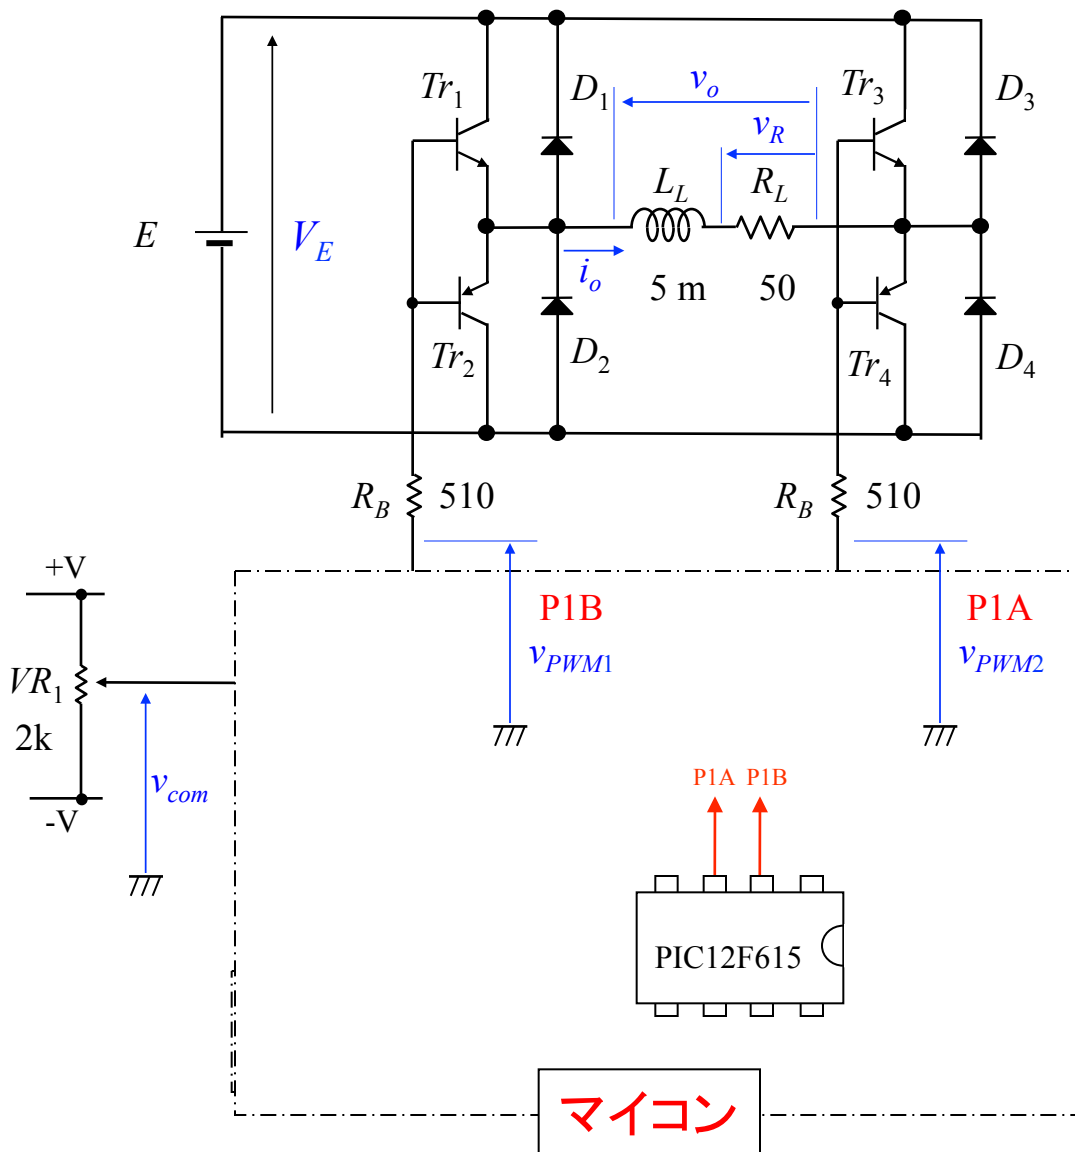 Tr1
D1
vo
Tr3
D3
vR
LL
RL
E
VE
io
5 m
50
Tr2
D2
Tr4
D4
RB
510
RB
510
+V
P1B
P1A
vPWM1
vPWM2
VR1
2k
vcom
-V
P1A P1B
PIC12F615
マイコン